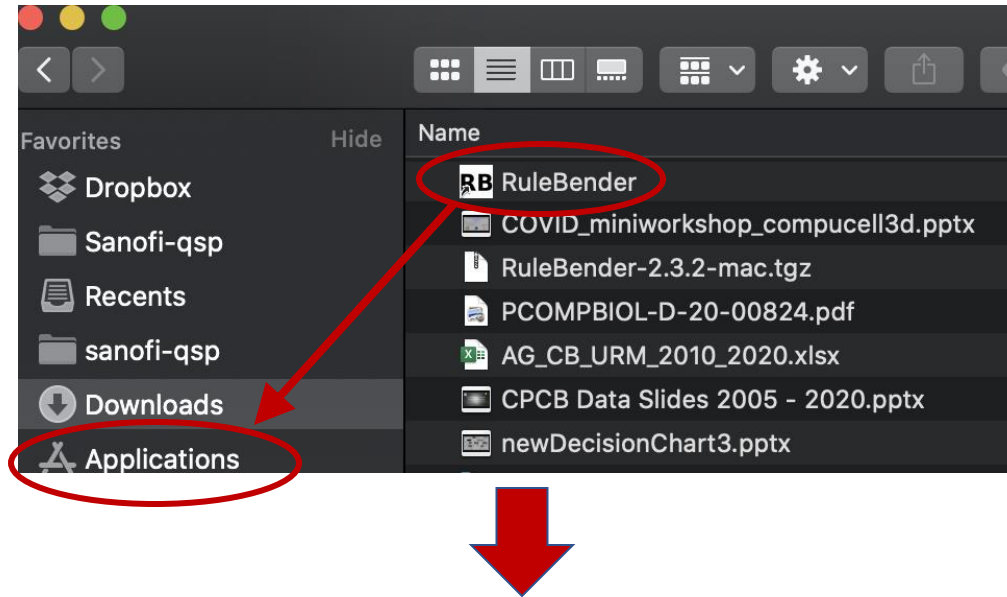 Favorites Hide
Name
Dropbox
Sanofi-qsp
Recents
sanofi-qsp
Downloads
Applications
RB RuleBender
COVID_miniworkshop_compucell3d.pptx
RuleBender-2.3.2-mac.tgz
PCOMPBIOL-D-20-00824.pdf
AG_CB_URM_2010_2020.xlsx
CPCB Data Slides 2005 - 2020.pptx
newDecisionChart3.pptx